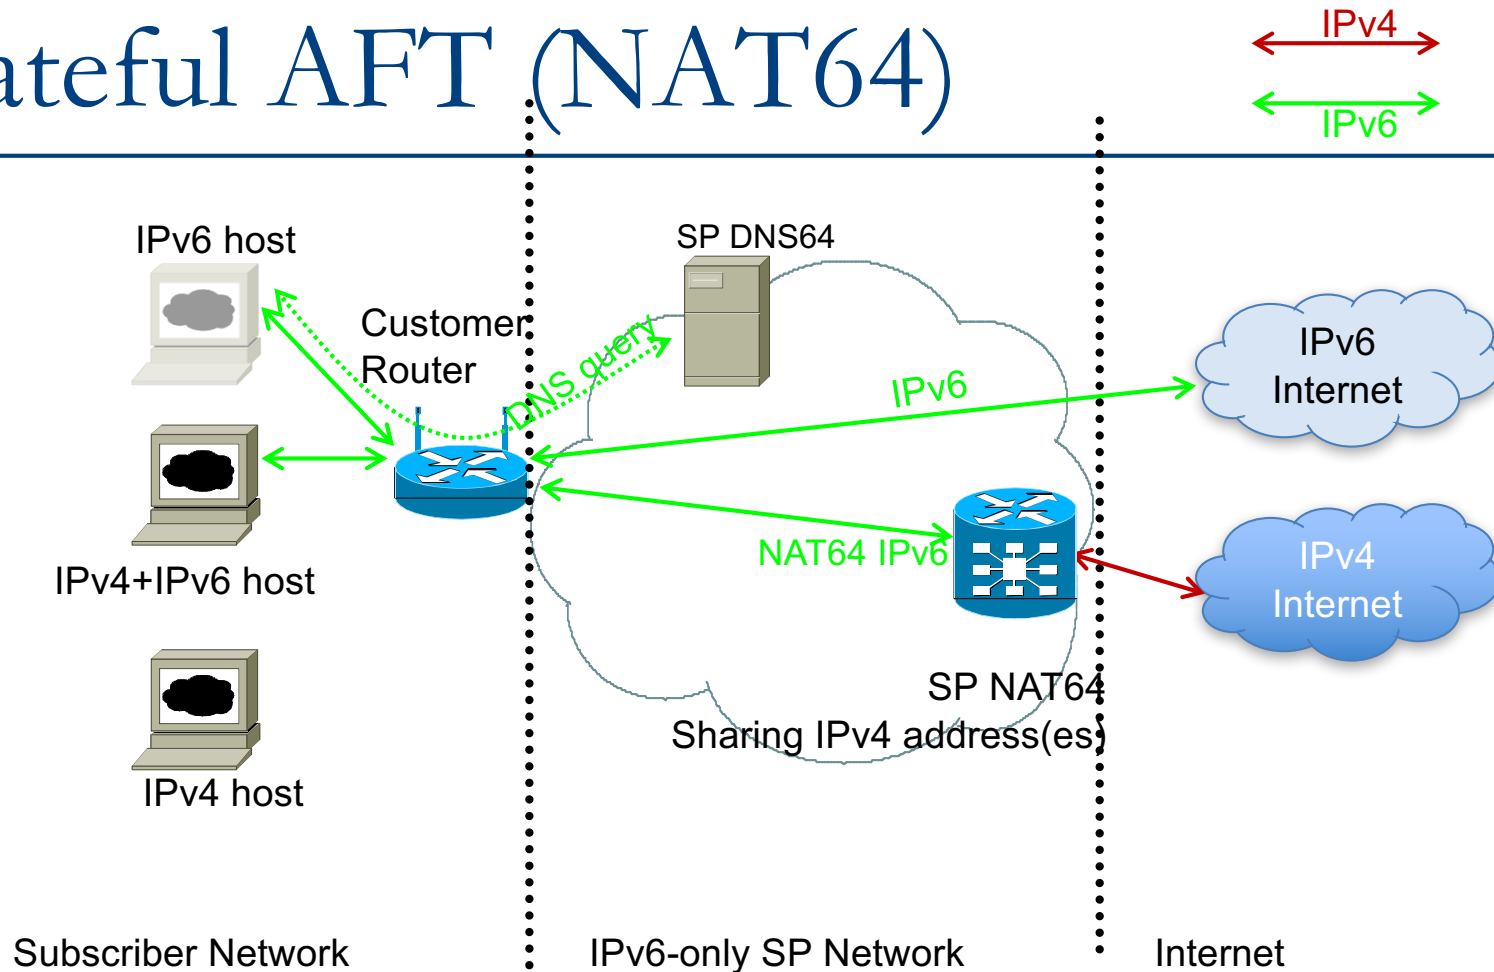 ateful AFT (NAT64)
IPv4
IPv6
IPv6 host
SP DNS64
Customer
Router
DNS query
IPv6
IPv6
Internet
NAT64 IPv6
IPv4
Internet
IPv4+IPv6 host
SP NAT64
Sharing IPv4 address(es)
IPv4 host
Subscriber Network
IPv6-only SP Network
Internet